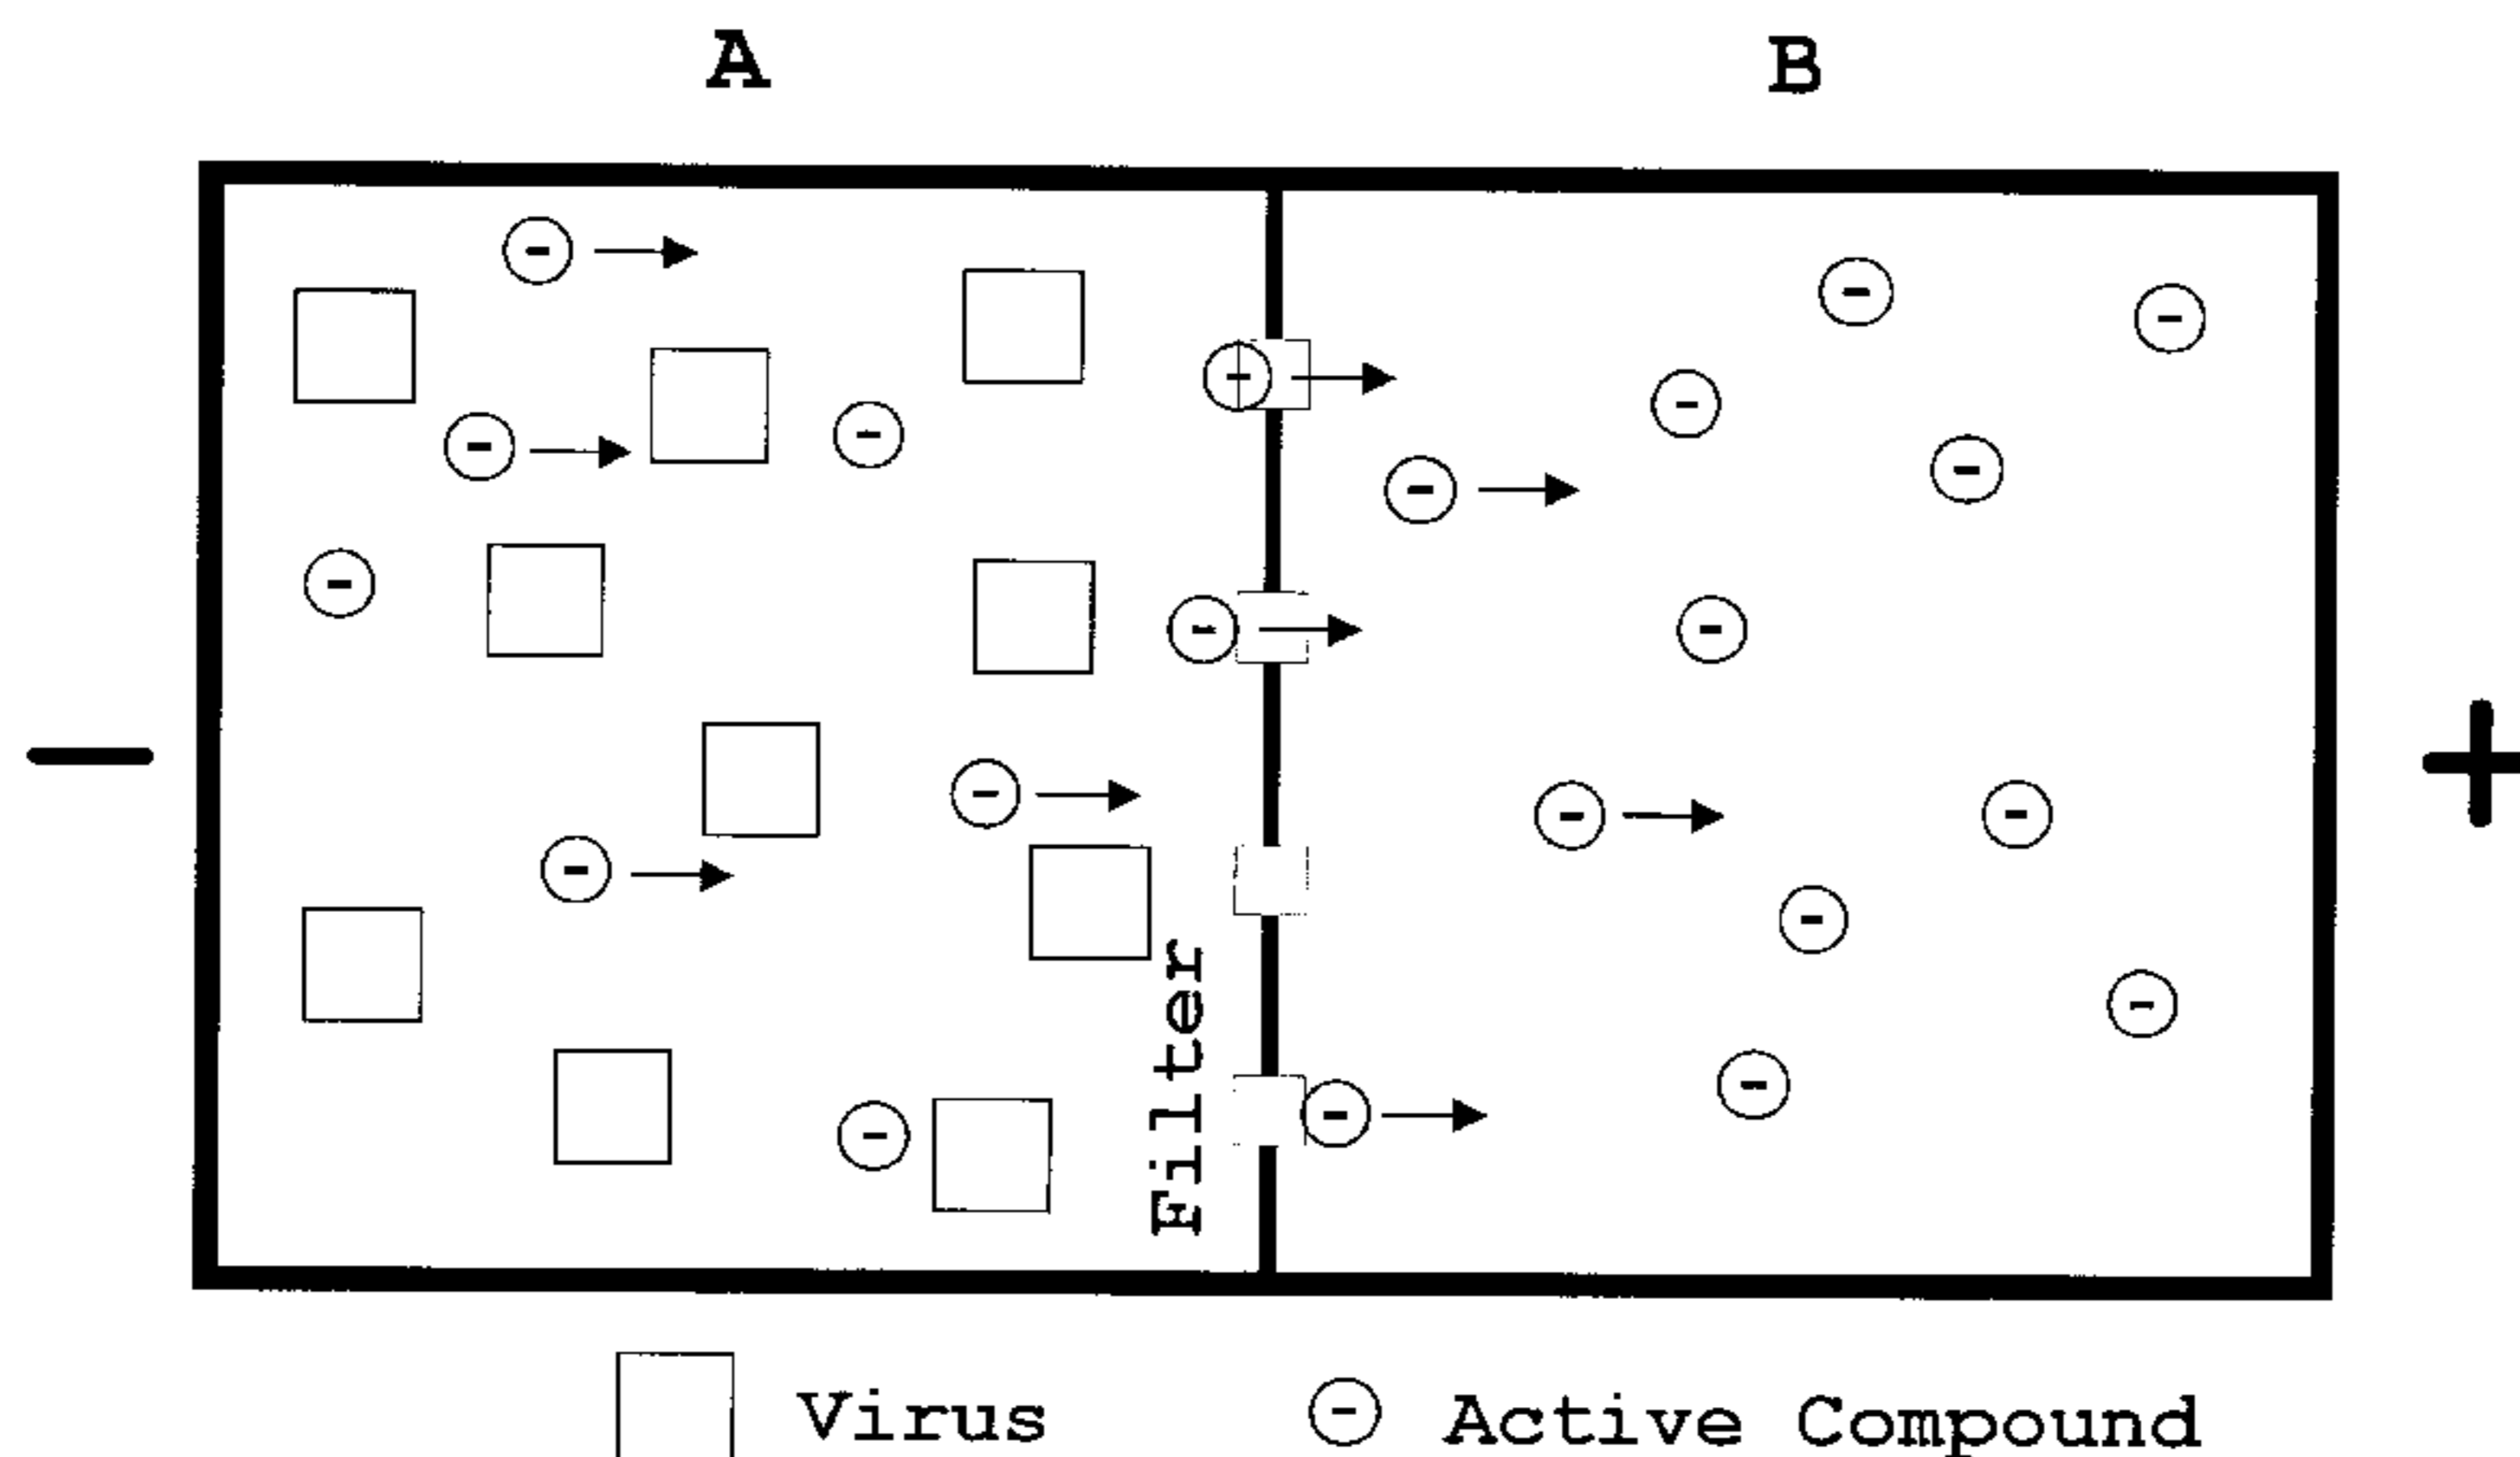 A B
− +
Filter
Virus − Active Compound